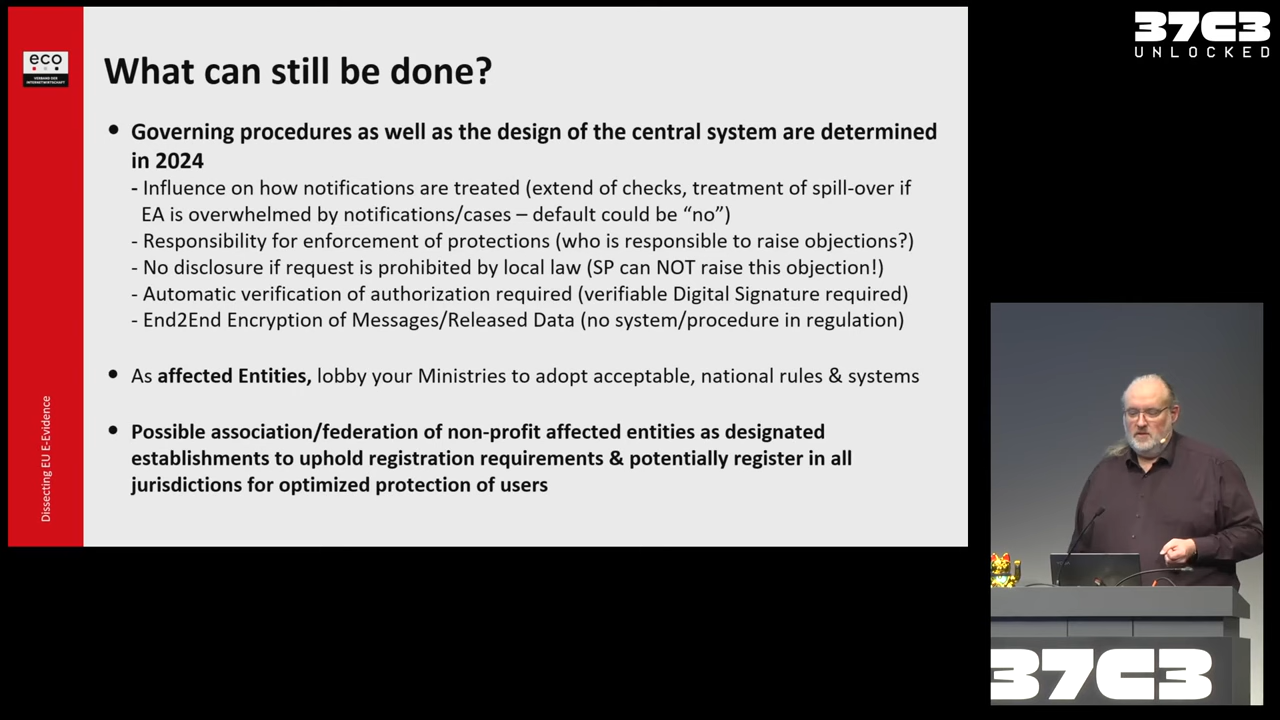 37C3
UNLOCKED
eco
VERBAND DER
INTERNETWIRTSCHAFT
What can still be done?
• Governing procedures as well as the design of the central system are determined
in 2024
- Influence on how notifications are treated (extend of checks, treatment of spill-over if
EA is overwhelmed by notifications/cases – default could be “no”)
- Responsibility for enforcement of protections (who is responsible to raise objections?)
- No disclosure if request is prohibited by local law (SP can NOT raise this objection!)
- Automatic verification of authorization required (verifiable Digital Signature required)
- End2End Encryption of Messages/Released Data (no system/procedure in regulation)
• As affected Entities, lobby your Ministries to adopt acceptable, national rules & systems
• Possible association/federation of non-profit affected entities as designated
establishments to uphold registration requirements & potentially register in all
jurisdictions for optimized protection of users
Dissecting EU E-Evidence
37C3